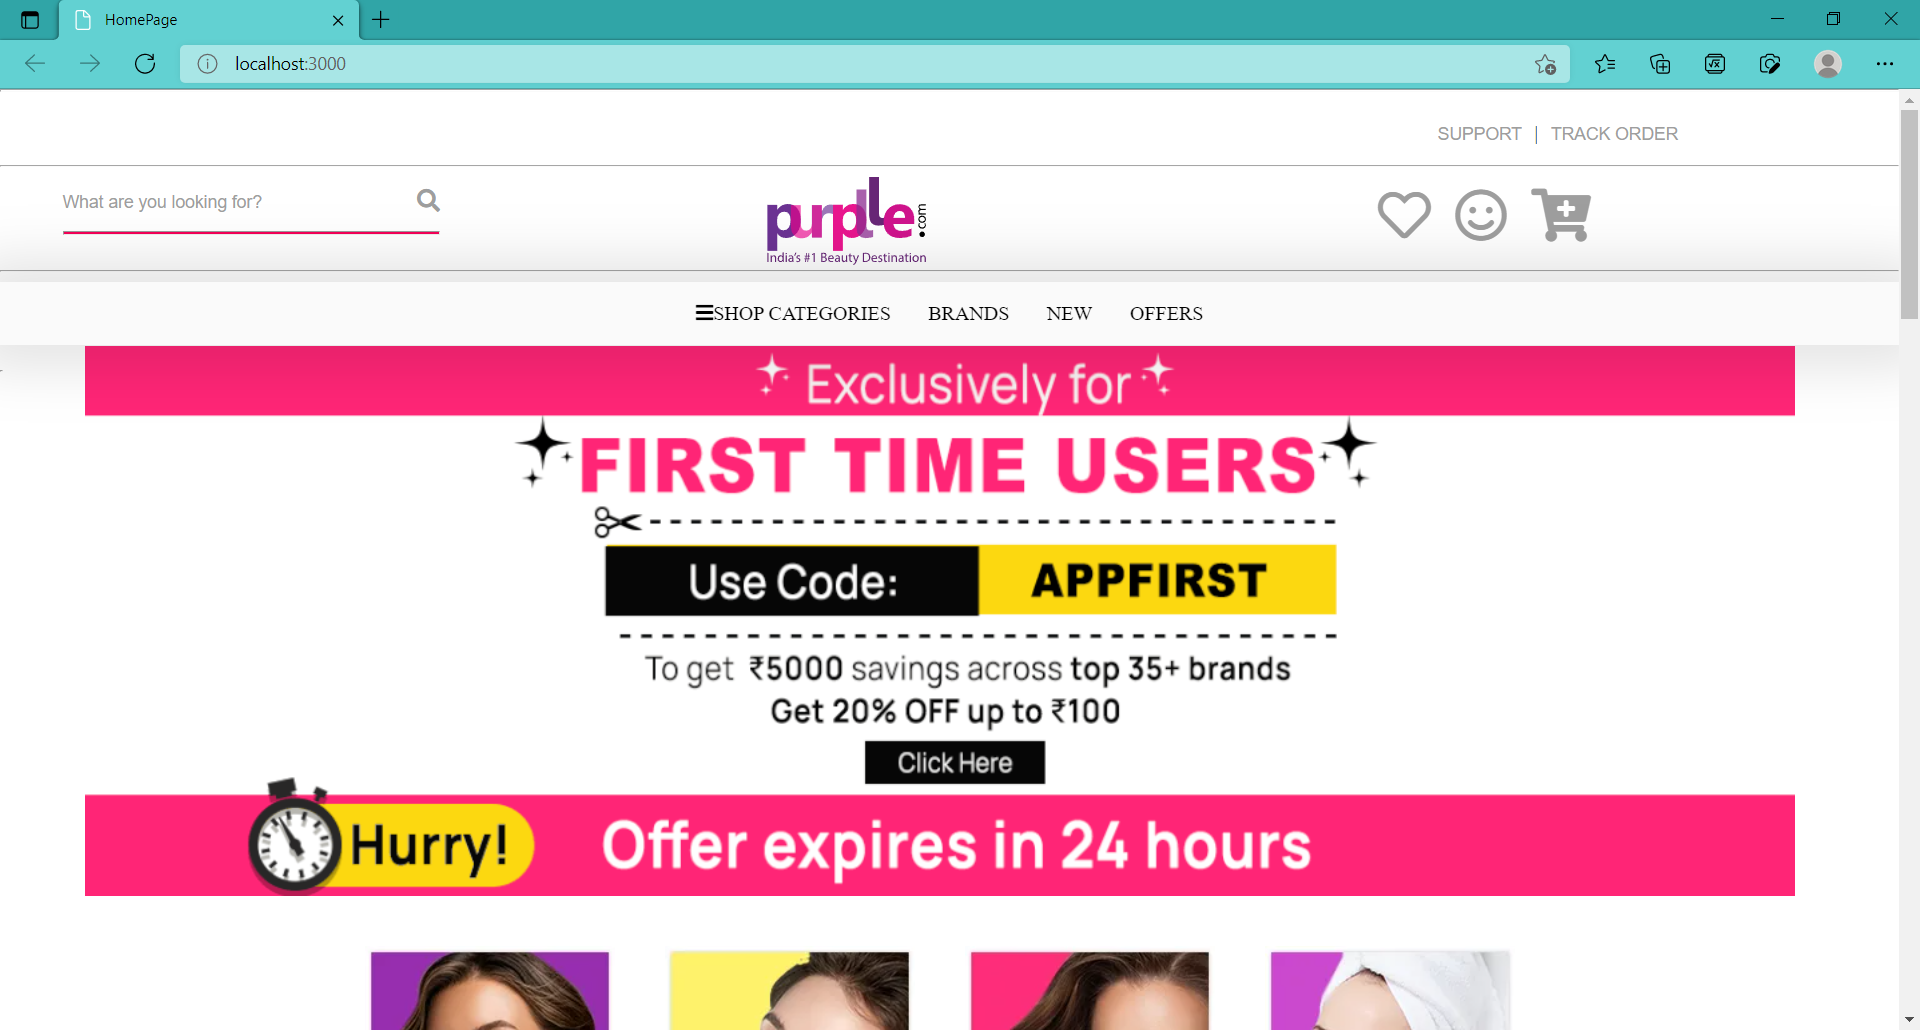 HomePage
localhost:3000
SUPPORT | TRACK ORDER
What are you looking for?
purplle.com
India's #1 Beauty Destination
SHOP CATEGORIES BRANDS NEW OFFERS
Exclusively for
FIRST TIME USERS
Use Code: APPFIRST
To get ₹5000 savings across top 35+ brands
Get 20% OFF up to ₹100
Click Here
Hurry! Offer expires in 24 hours